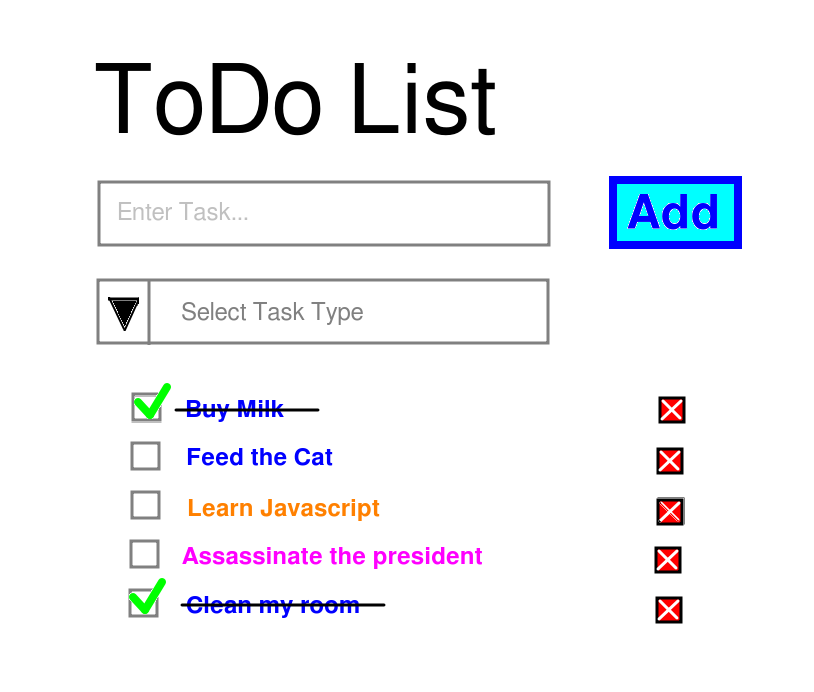 ToDo List
Enter Task...
Add
Select Task Type
Buy Milk
Feed the Cat
Learn Javascript
Assassinate the president
Clean my room